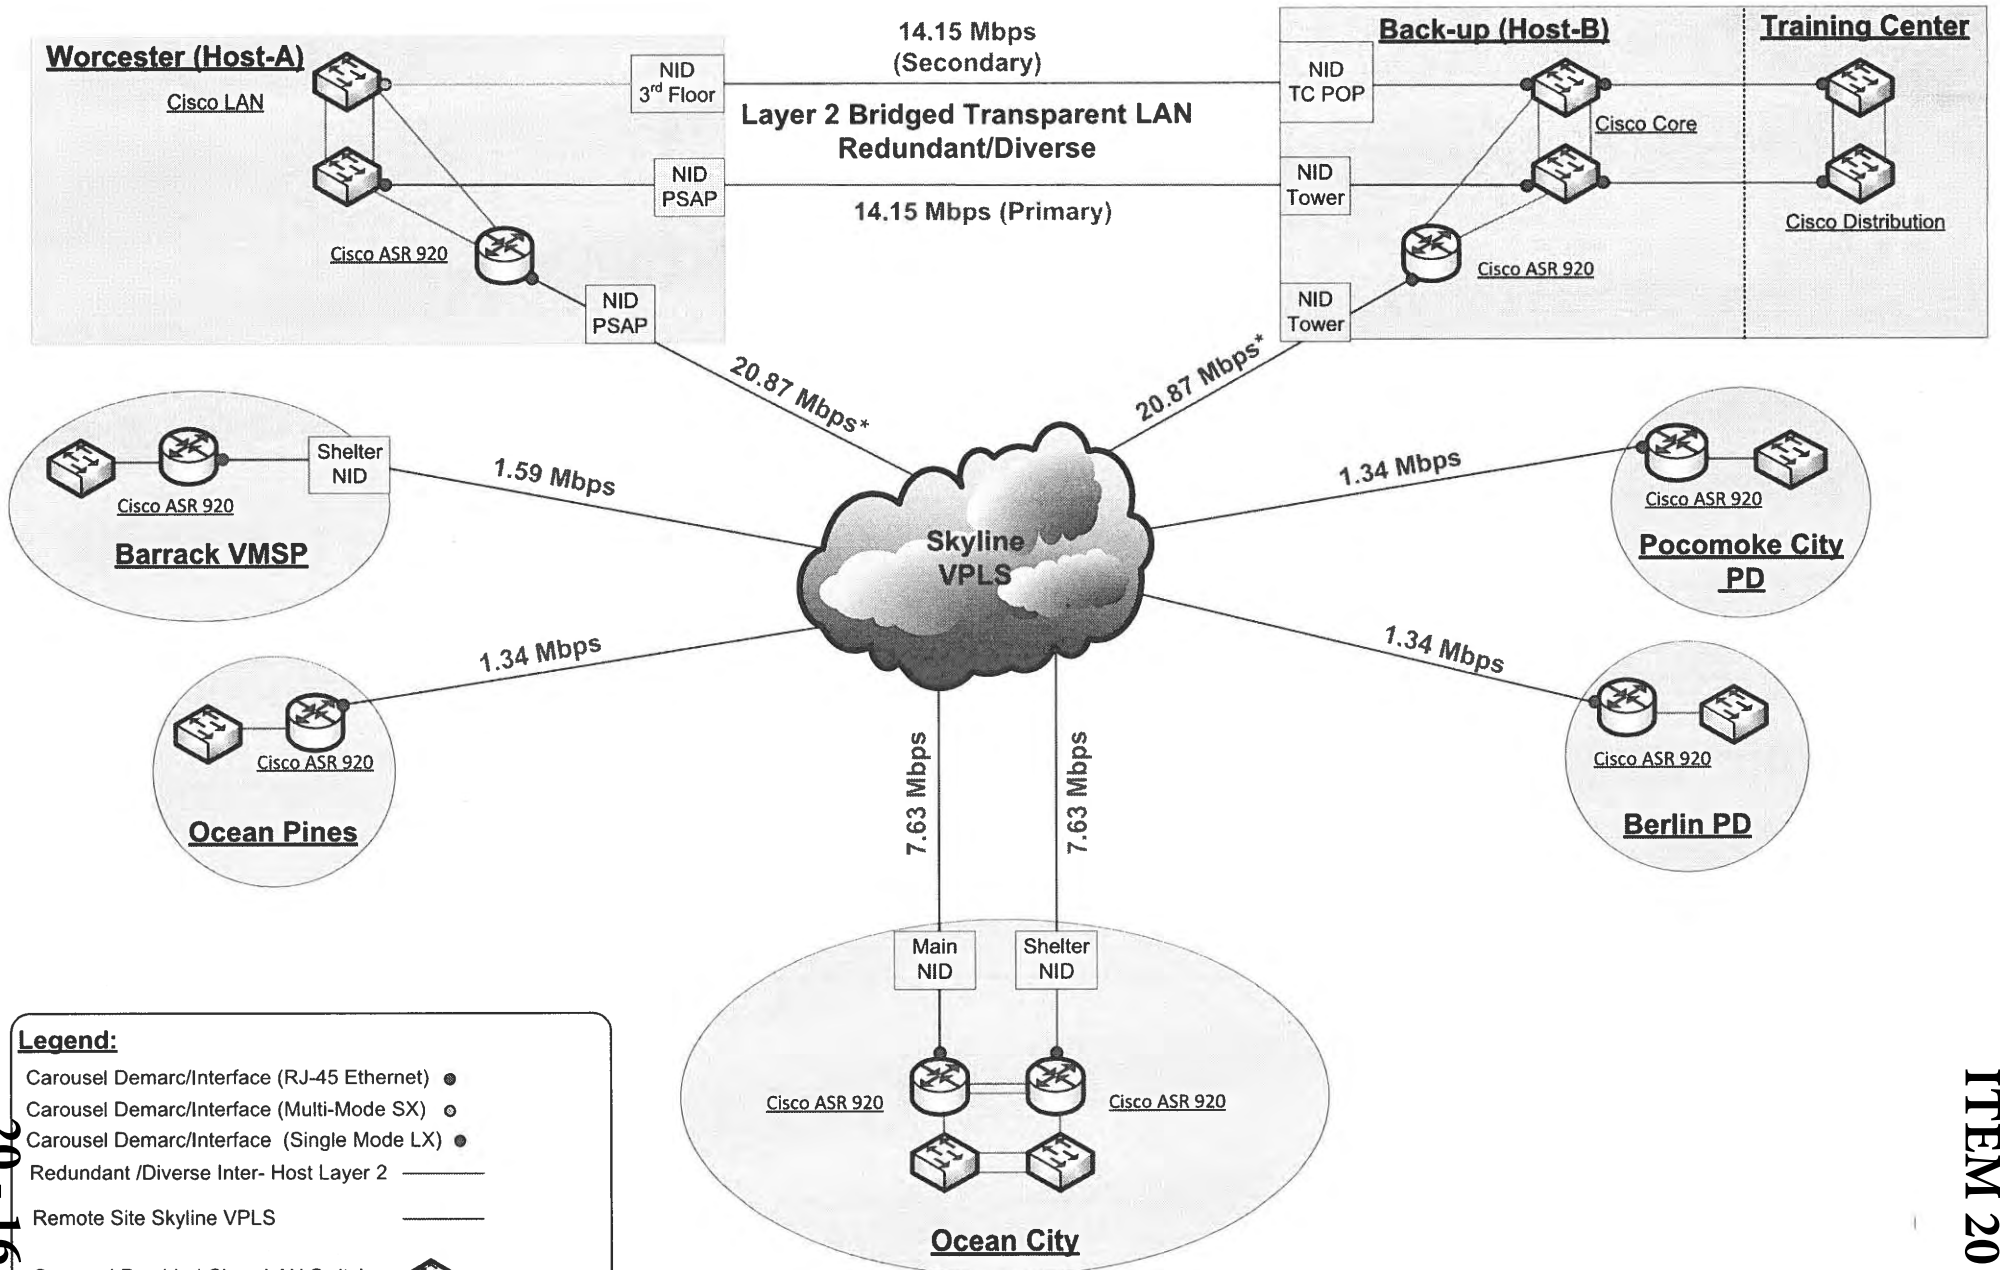 14.15 Mbps
(Secondary)
Worcester (Host-A)
Cisco LAN
NID
3rd Floor
Layer 2 Bridged Transparent LAN
Redundant/Diverse
NID
PSAP
14.15 Mbps (Primary)
Cisco ASR 920
NID
PSAP
Back-up (Host-B)
Training Center
NID
TC POP
Cisco Core
NID
Tower
Cisco Distribution
Cisco ASR 920
NID
Tower
20.87 Mbps*
20.87 Mbps*
Shelter
NID
Cisco ASR 920
Barrack VMSP
1.59 Mbps
Skyline
VPLS
1.34 Mbps
Cisco ASR 920
Pocomoke City
PD
1.34 Mbps
Cisco ASR 920
Ocean Pines
1.34 Mbps
Cisco ASR 920
Berlin PD
7.63 Mbps
7.63 Mbps
Main
NID
Shelter
NID
Cisco ASR 920
Cisco ASR 920
Ocean City
Legend:
Carousel Demarc/Interface (RJ-45 Ethernet)
Carousel Demarc/Interface (Multi-Mode SX)
Carousel Demarc/Interface (Single Mode LX)
Redundant /Diverse Inter- Host Layer 2
Remote Site Skyline VPLS
ITEM 20
20 - 16